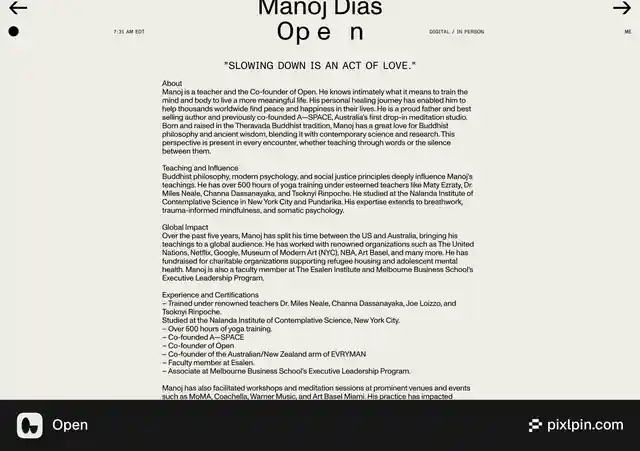 Manoj Dias
Op e n
7:31 AM EDT
DIGITAL / IN PERSON
ME
"SLOWING DOWN IS AN ACT OF LOVE."
About
Manoj is a teacher and the Co-founder of Open. He knows intimately what it means to train the
mind and body to live a more meaningful life. His personal healing journey has enabled him to
help thousands worldwide find peace and happiness in their lives. He is a proud father and best
selling author and previously co-founded A—SPACE, Australia's first drop-in meditation studio.
Born and raised in the Theravada Buddhist tradition, Manoj has a great love for Buddhist
philosophy and ancient wisdom, blending it with contemporary science and research. This
perspective is present in every encounter, whether teaching through words or the silence
between them.
Teaching and Influence
Buddhist philosophy, modern psychology, and social justice principles deeply influence Manoj's
teachings. He has over 500 hours of yoga training under esteemed teachers like Maty Ezraty, Dr.
Miles Neale, Channa Dassanayaka, and Tsoknyi Rinpoche. He studied at the Nalanda Institute of
Contemplative Science in New York City and Pundarika. His expertise extends to breathwork,
trauma-informed mindfulness, and somatic psychology.
Global Impact
Over the past five years, Manoj has split his time between the US and Australia, bringing his
teachings to a global audience. He has worked with renowned organizations such as The United
Nations, Netflix, Google, Museum of Modern Art (NYC), NBA, Art Basel, and many more. He has
fundraised for charitable organizations supporting refugee housing and adolescent mental
health. Manoj is also a faculty member at The Esalen Institute and Melbourne Business School's
Executive Leadership Program.
Experience and Certifications
– Trained under renowned teachers Dr. Miles Neale, Channa Dassanayaka, Joe Loizzo, and
Tsoknyi Rinpoche.
Studied at the Nalanda Institute of Contemplative Science, New York City.
– Over 500 hours of yoga training.
– Co-founded A—SPACE
– Co-founder of Open
– Co-founder of the Australian/New Zealand arm of EVRYMAN
– Faculty member at Esalen.
– Associate at Melbourne Business School's Executive Leadership Program.
Manoj has also facilitated workshops and meditation sessions at prominent venues and events
such as MoMA, Coachella, Warner Music, and Art Basel Miami. His practice has impacted
Open
pixlpin.com